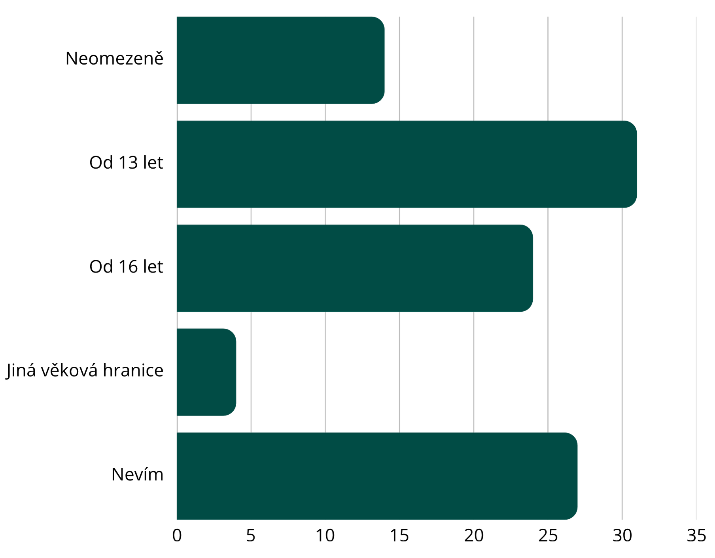 Neomezeně
Od 13 let
Od 16 let
Jiná věková hranice
Nevím
0 5 10 15 20 25 30 35